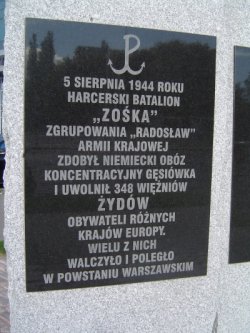 5 SIERPNIA 1944 ROKU
HARCERSKI BATALION
„ZOŚKA"
ZGRUPOWANIA „RADOSŁAW"
ARMII KRAJOWEJ
ZDOBYŁ NIEMIECKI OBÓZ
KONCENTRACYJNY GĘSIÓWKA
I UWOLNIŁ 348 WIĘŹNIÓW
ŻYDÓW
OBYWATELI RÓŻNYCH
KRAJÓW EUROPY.
WIELU Z NICH
WALCZYŁO I POLEGŁO
W POWSTANIU WARSZAWSKIM